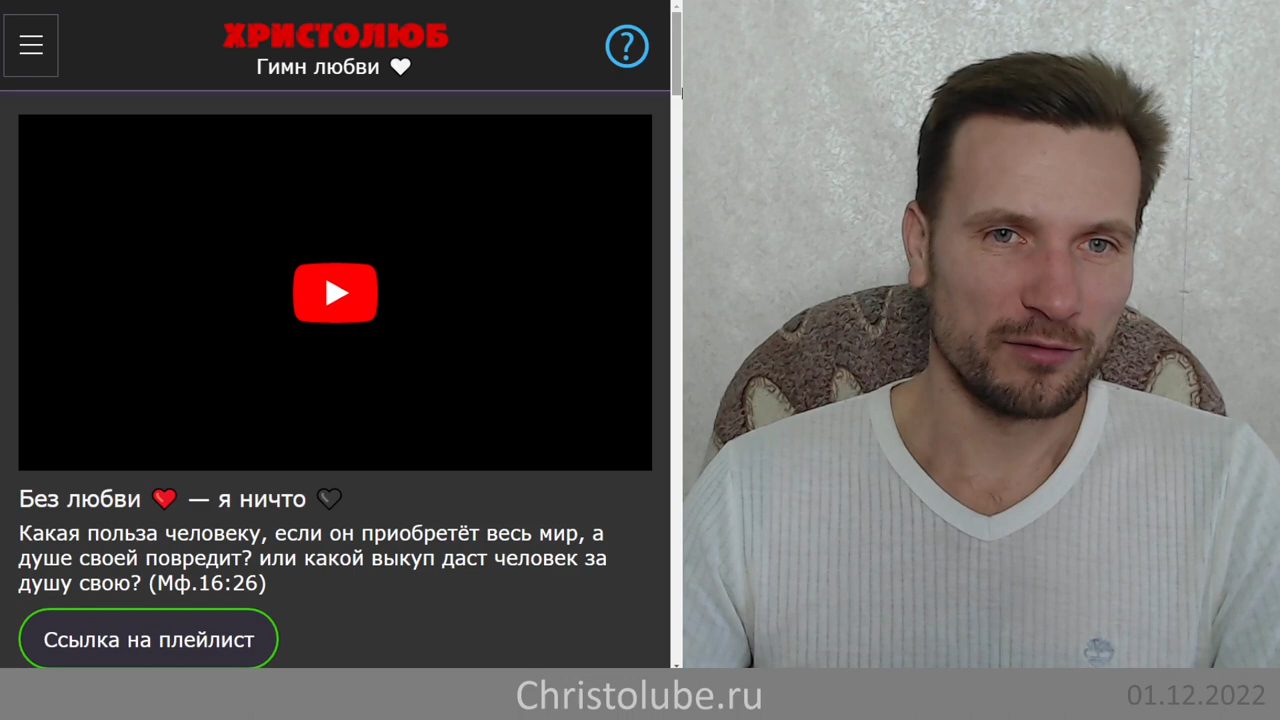 ХРИСТОЛЮБ
Гимн любви 🤍
?
Без любви ❤️ — я ничто 🖤
Какая польза человеку, если он приобретёт весь мир, а
душе своей повредит? или какой выкуп даст человек за
душу свою? (Мф.16:26)
Ссылка на плейлист
Christolube.ru
01.12.2022